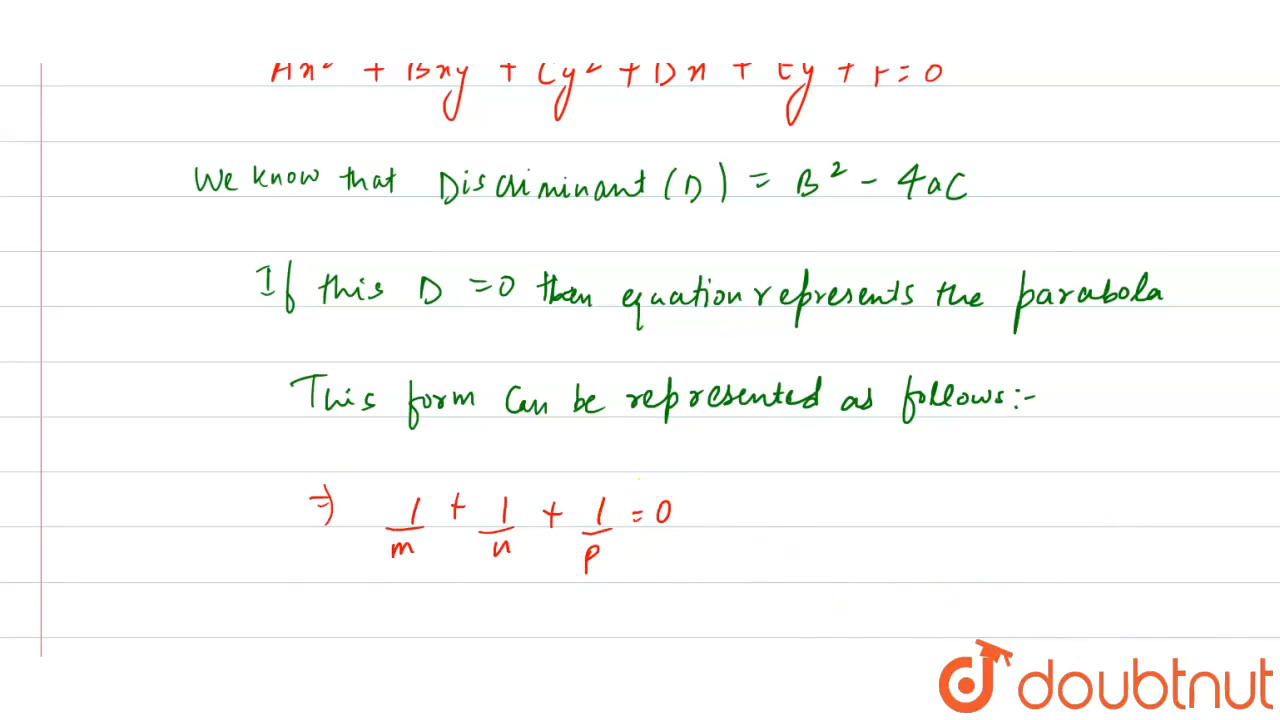 Ax² + Bxy + Cy² + Dx + Ey + F = 0
We know that Discriminant (D) = B² - 4aC
If this D = 0 then equation represents the parabola
This form can be represented as follows:-
⇒ 1/m + 1/n + 1/p = 0
doubtnut